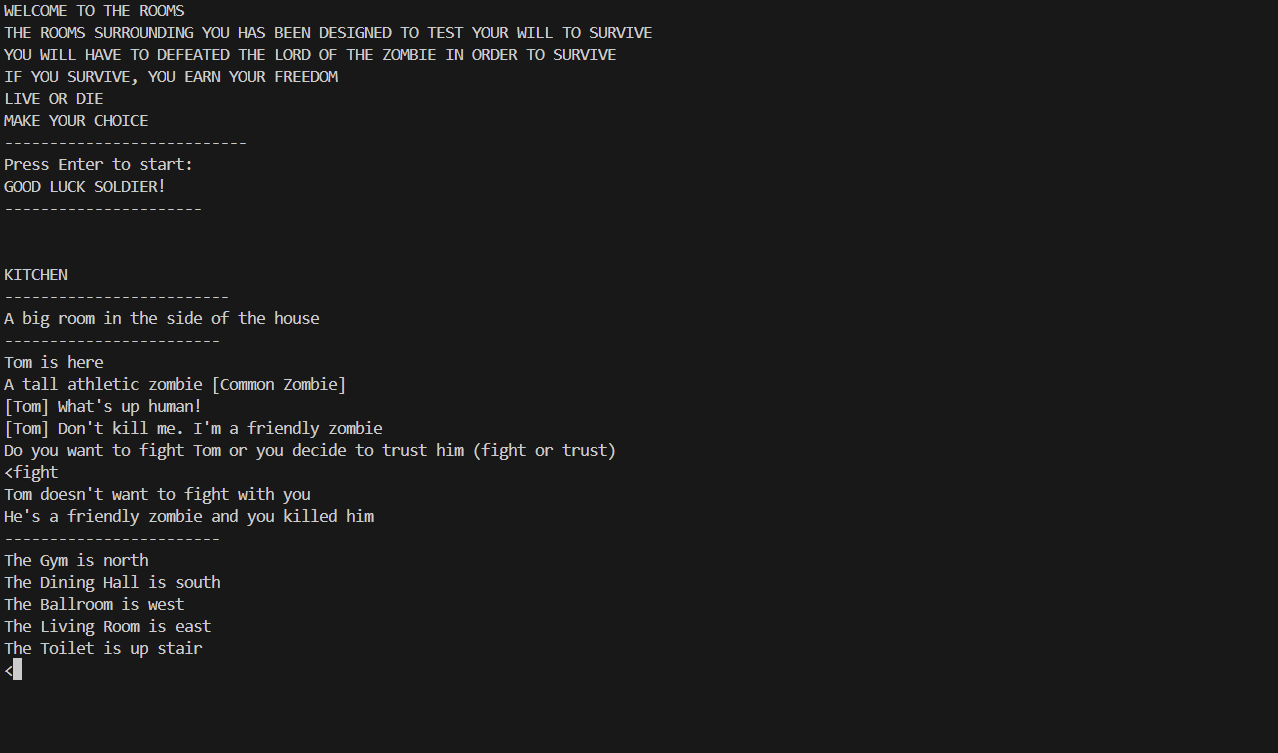 WELCOME TO THE ROOMS
THE ROOMS SURROUNDING YOU HAS BEEN DESIGNED TO TEST YOUR WILL TO SURVIVE
YOU WILL HAVE TO DEFEATED THE LORD OF THE ZOMBIE IN ORDER TO SURVIVE
IF YOU SURVIVE, YOU EARN YOUR FREEDOM
LIVE OR DIE
MAKE YOUR CHOICE
---------------------------
Press Enter to start:
GOOD LUCK SOLDIER!
----------------------
KITCHEN
-------------------------
A big room in the side of the house
------------------------
Tom is here
A tall athletic zombie [Common Zombie]
[Tom] What's up human!
[Tom] Don't kill me. I'm a friendly zombie
Do you want to fight Tom or you decide to trust him (fight or trust)
<fight
Tom doesn't want to fight with you
He's a friendly zombie and you killed him
------------------------
The Gym is north
The Dining Hall is south
The Ballroom is west
The Living Room is east
The Toilet is up stair
<